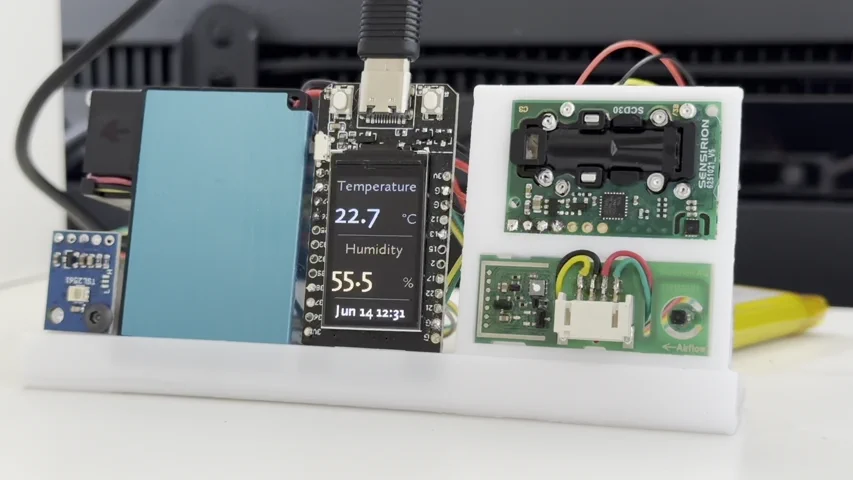 Temperature
22.7 °C
Humidity
55.5 %
Jun 14 12:31
TSL2561
SCD30
SENSIRION
←Airflow